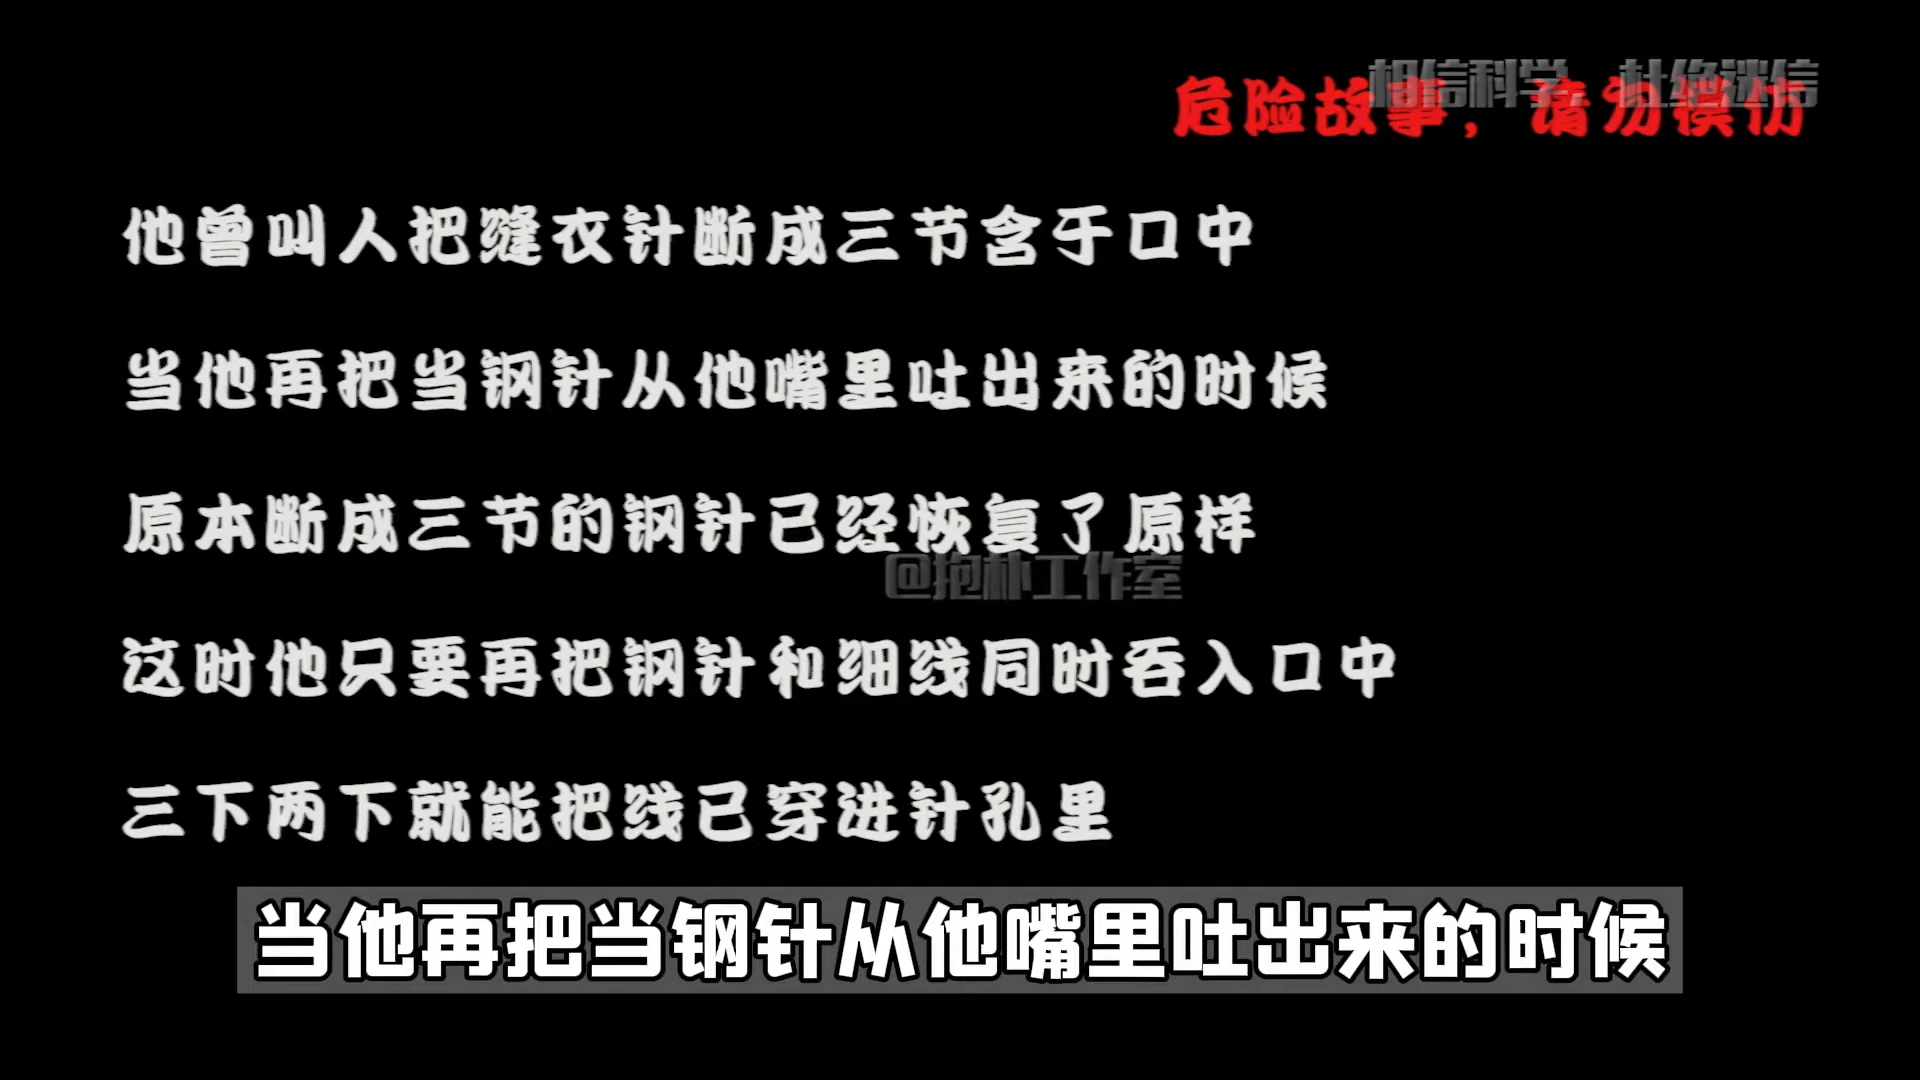 相信科学，杜绝迷信
危险故事，请勿模仿
他曾叫人把缝衣针断成三节含于口中
当他再把当钢针从他嘴里吐出来的时候
原本断成三节的钢针已经恢复了原样
@抱朴工作室
这时他只要再把钢针和细线同时吞入口中
三下两下就能把线已穿进针孔里
当他再把当钢针从他嘴里吐出来的时候